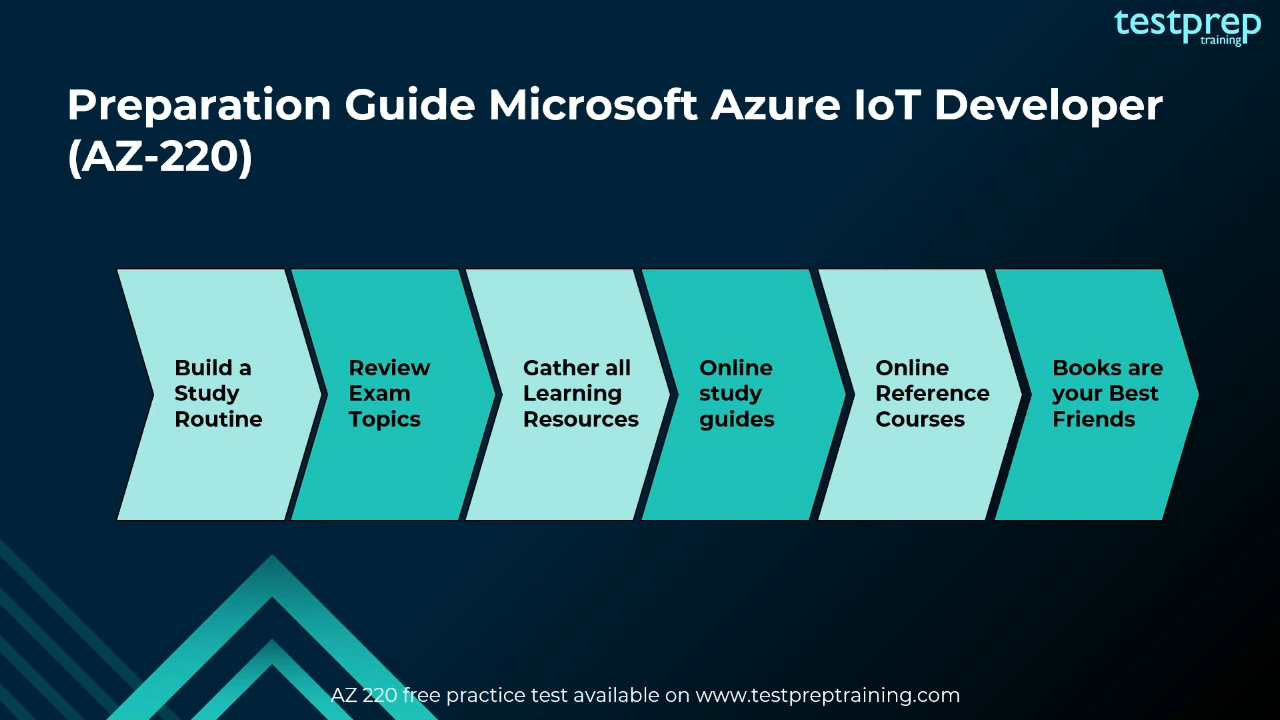 testprep
training
Preparation Guide Microsoft Azure IoT Developer
(AZ-220)
Build a
Study
Routine
Review
Exam
Topics
Gather all
Learning
Resources
Online
study
guides
Online
Reference
Courses
Books are
your Best
Friends
AZ 220 free practice test available on www.testpreptraining.com